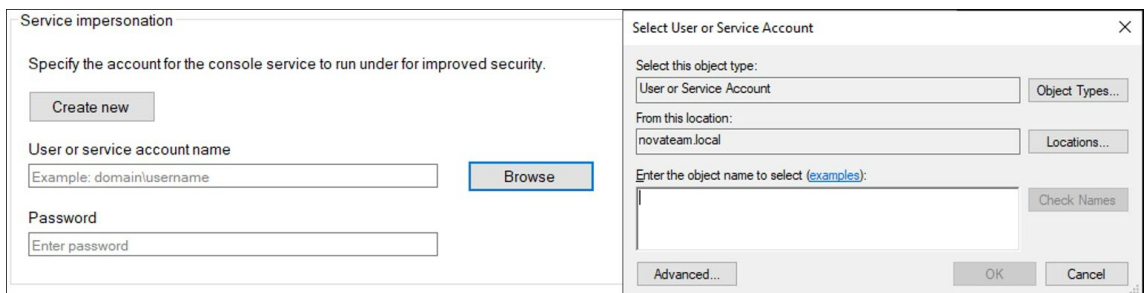 Service impersonation
Specify the account for the console service to run under for improved security.
Create new
User or service account name
Example: domain\username
Browse
Password
Enter password
Select User or Service Account
Select this object type:
User or Service Account
Object Types...
From this location:
novateam.local
Locations...
Enter the object name to select (examples):
Check Names
Advanced...
OK
Cancel